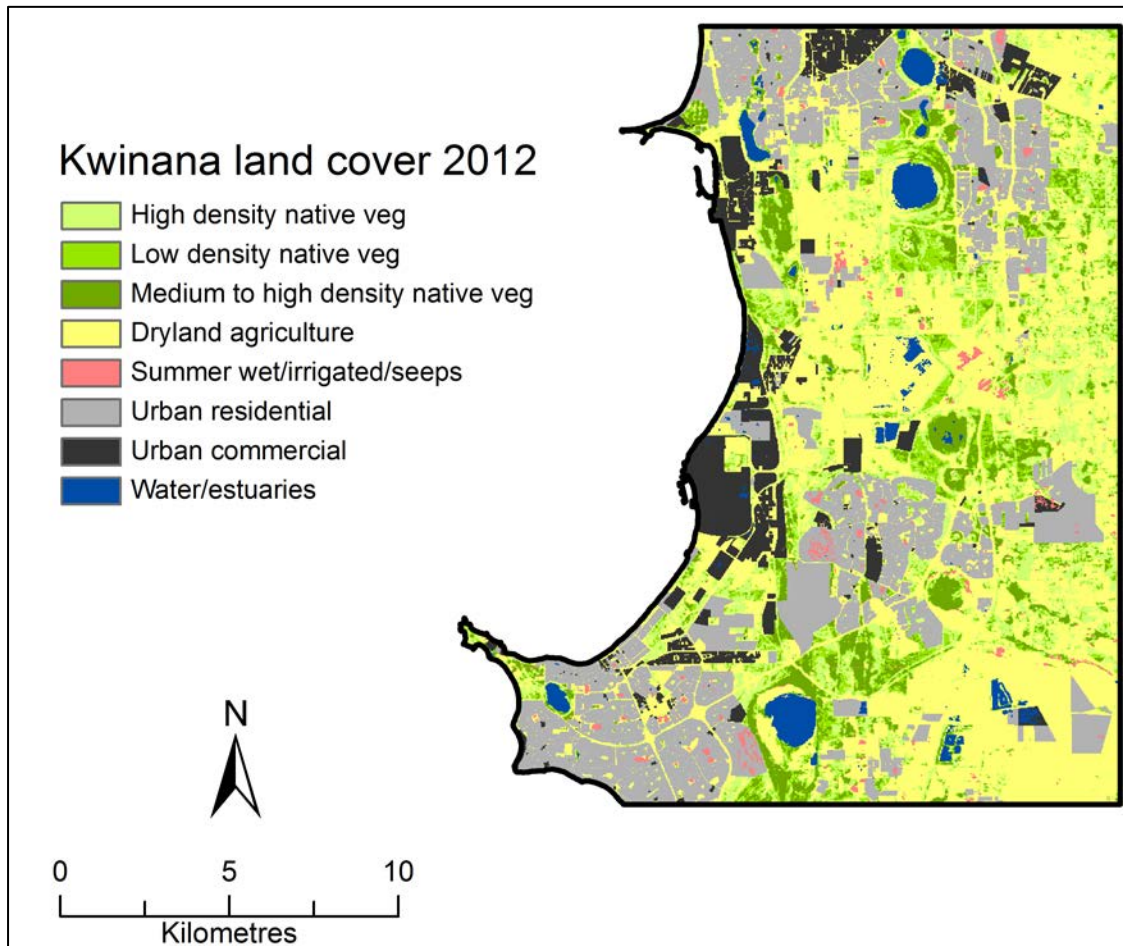 Kwinana land cover 2012
High density native veg
Low density native veg
Medium to high density native veg
Dryland agriculture
Summer wet/irrigated/seeps
Urban residential
Urban commercial
Water/estuaries
N
0 5 10
Kilometres